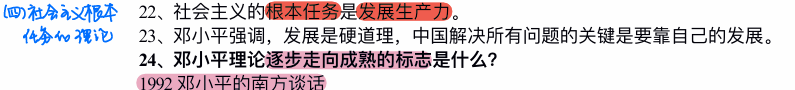 (四)社会主义根本
任务的理论
22、社会主义的根本任务是发展生产力。
23、邓小平强调，发展是硬道理，中国解决所有问题的关键是要靠自己的发展。
24、邓小平理论逐步走向成熟的标志是什么？
1992 邓小平的南方谈话